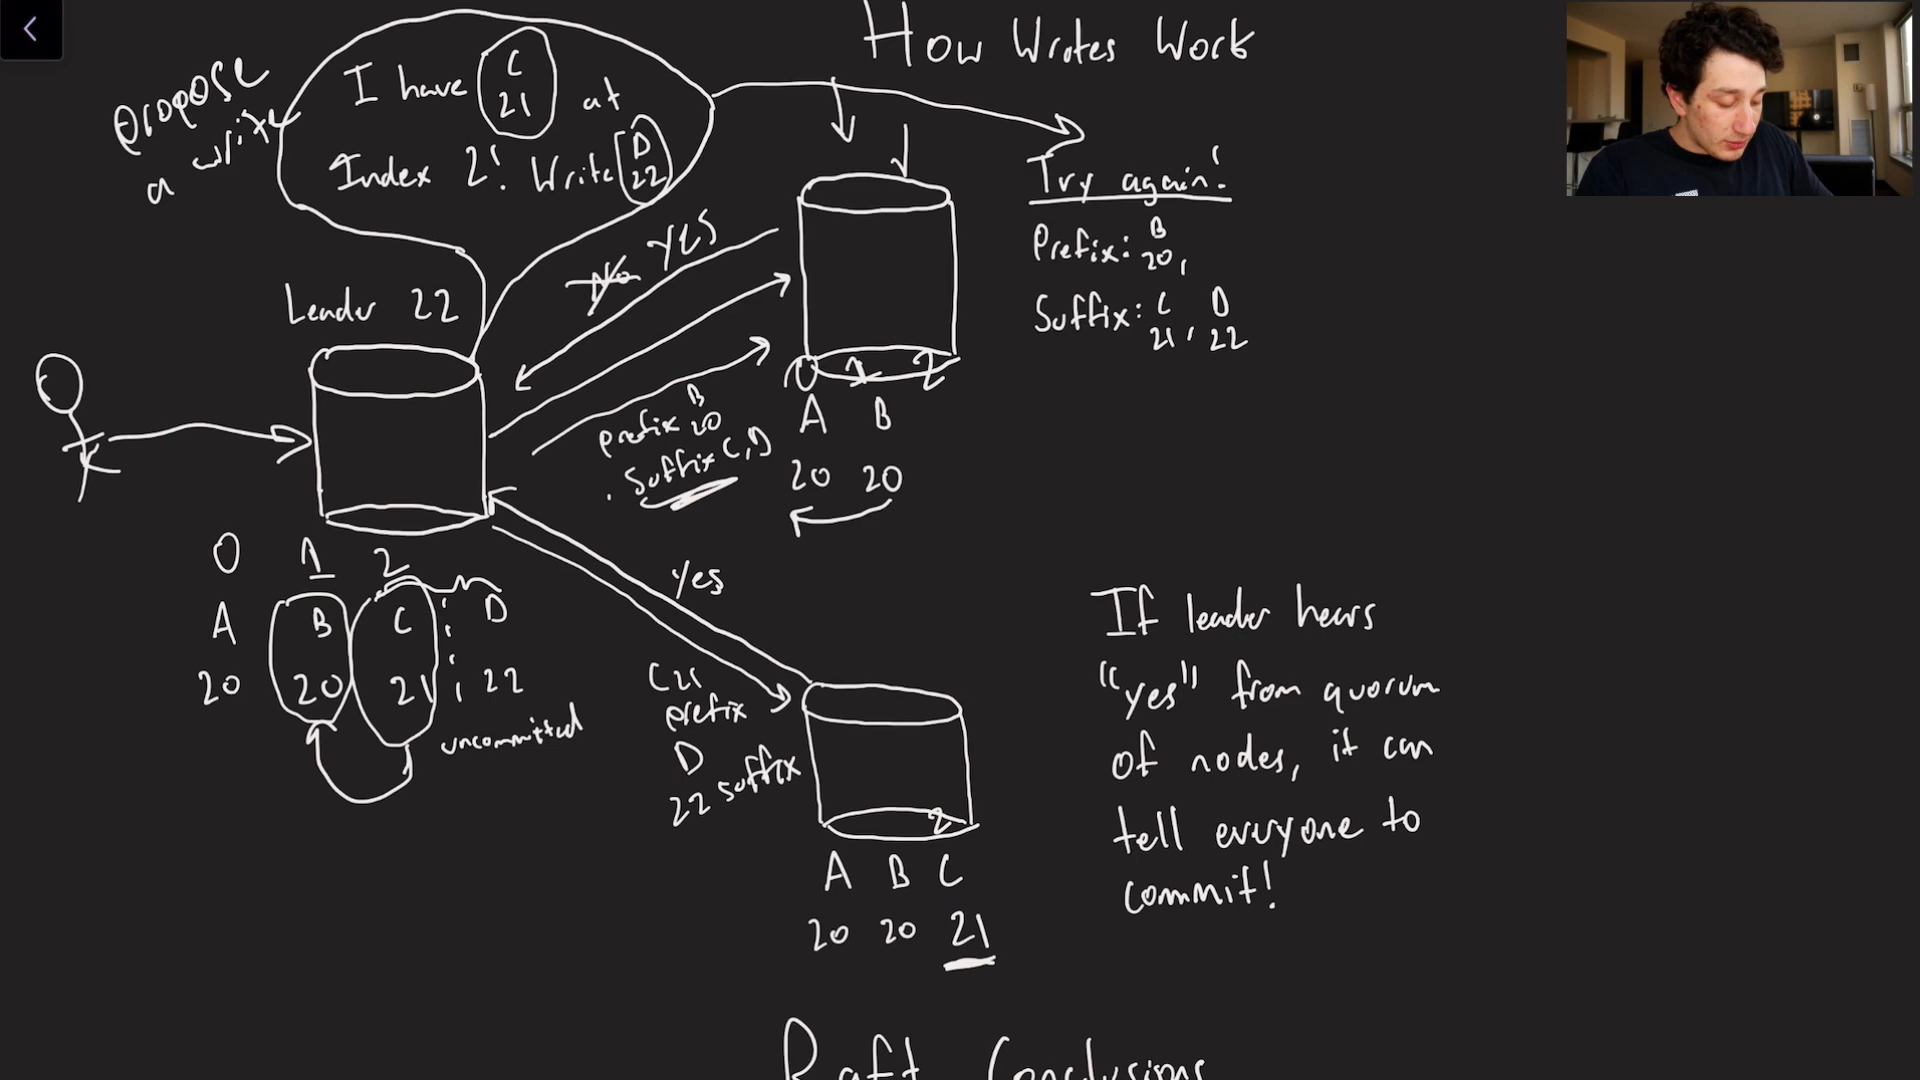 How Writes Work
propose
a write
I have C 21 at
Index 2! Write D 22
Try again!
Prefix: B 20,
Suffix: C 21, D 22
No YES
Leader 22
0 1 2
A B
20 20
prefix B 20
Suffix C, D
0 1 2
A B C D
20 20 21 22
uncommitted
Yes
C21
prefix
D
22 suffix
2
A B C
20 20 21
If leader hears
"yes" from quorum
of nodes, it can
tell everyone to
commit!
Raft Conclusions